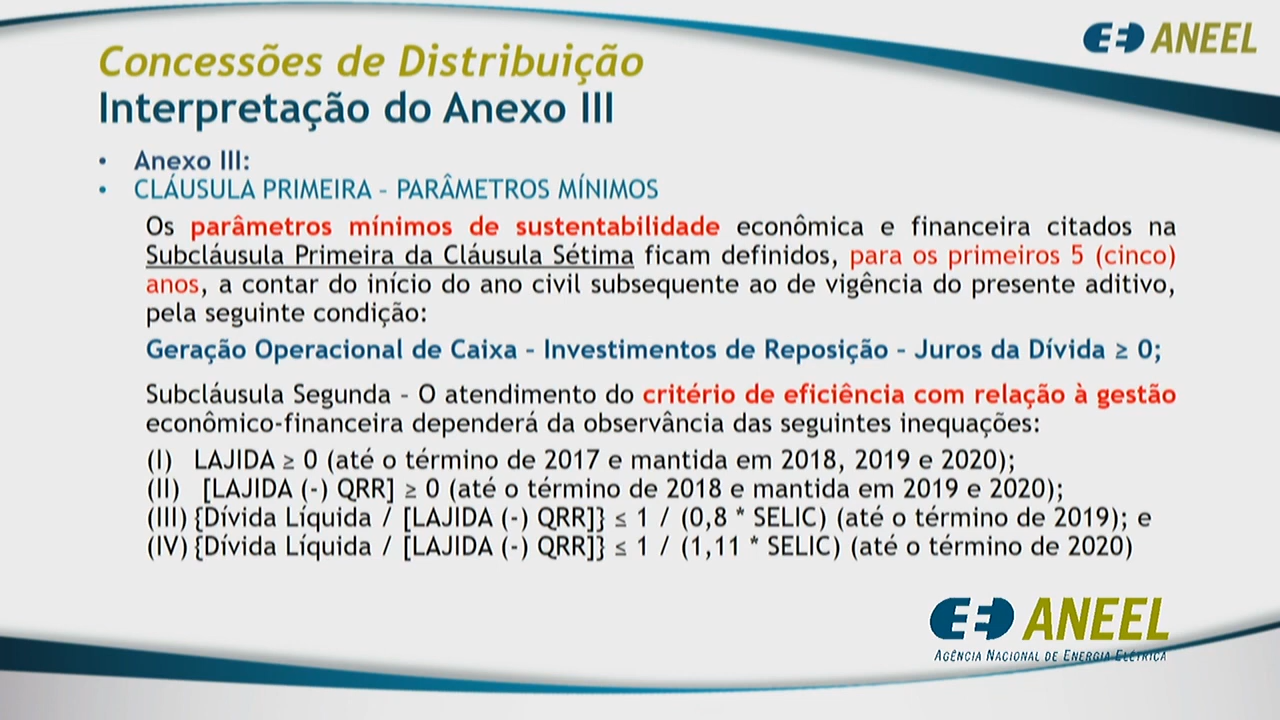 ANEEL
Concessões de Distribuição
Interpretação do Anexo III
• Anexo III:
• CLÁUSULA PRIMEIRA – PARÂMETROS MÍNIMOS
Os parâmetros mínimos de sustentabilidade econômica e financeira citados na
Subcláusula Primeira da Cláusula Sétima ficam definidos, para os primeiros 5 (cinco)
anos, a contar do início do ano civil subsequente ao de vigência do presente aditivo,
pela seguinte condição:
Geração Operacional de Caixa – Investimentos de Reposição – Juros da Dívida ≥ 0;
Subcláusula Segunda – O atendimento do critério de eficiência com relação à gestão
econômico-financeira dependerá da observância das seguintes inequações:
(I) LAJIDA ≥ 0 (até o término de 2017 e mantida em 2018, 2019 e 2020);
(II) [LAJIDA (-) QRR] ≥ 0 (até o término de 2018 e mantida em 2019 e 2020);
(III) {Dívida Líquida / [LAJIDA (-) QRR]} ≤ 1 / (0,8 * SELIC) (até o término de 2019); e
(IV) {Dívida Líquida / [LAJIDA (-) QRR]} ≤ 1 / (1,11 * SELIC) (até o término de 2020)
ANEEL
AGÊNCIA NACIONAL DE ENERGIA ELÉTRICA